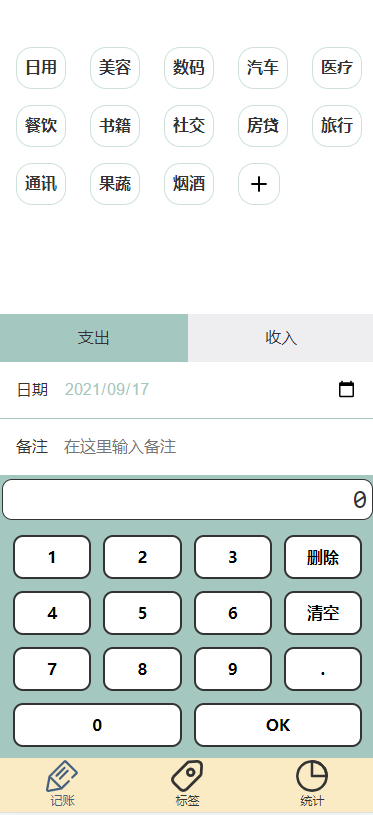 日用 美容 数码 汽车 医疗
餐饮 书籍 社交 房贷 旅行
通讯 果蔬 烟酒 +
支出 收入
日期 2021/09/17
备注 在这里输入备注
0
1 2 3 删除
4 5 6 清空
7 8 9 .
0 OK
记账 标签 统计